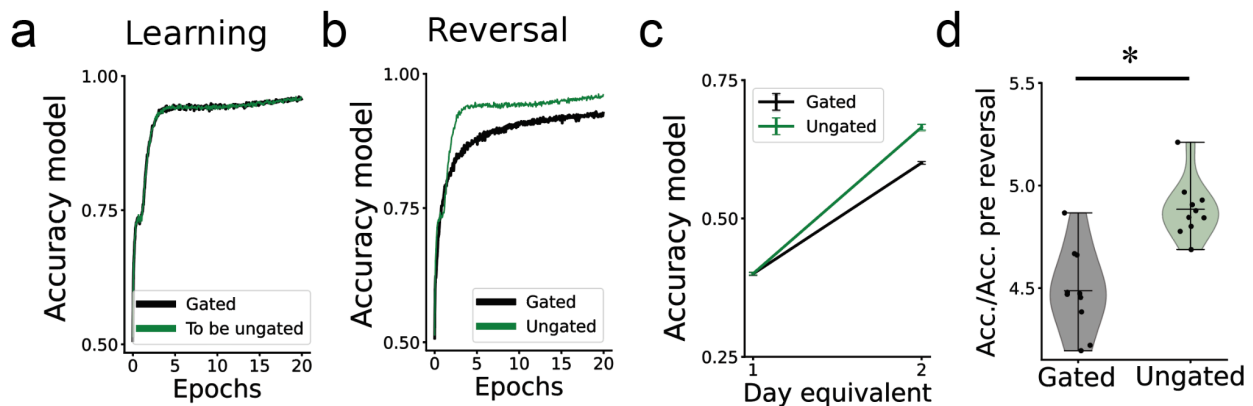 a Learning
1.00
0.75
0.50
Accuracy model
0 5 10 15 20
Epochs
Gated
To be ungated
b Reversal
1.00
0.75
0.50
Accuracy model
0 5 10 15 20
Epochs
Gated
Ungated
c
0.75
0.50
0.25
Accuracy model
1 2
Day equivalent
Gated
Ungated
d
*
5.5
5.0
4.5
Acc./Acc. pre reversal
Gated Ungated